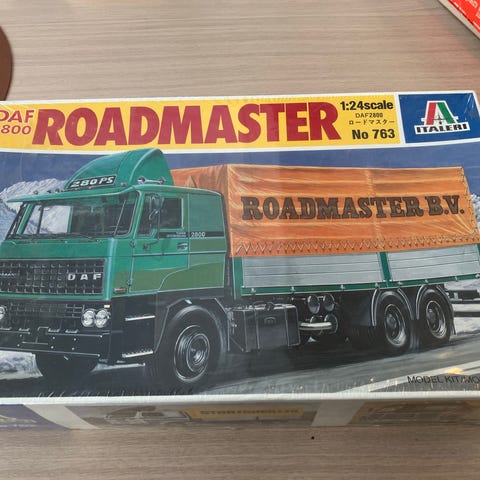 DAF
2800
ROADMASTER
1:24scale
DAF2800
ロードマスター
No 763
ITALERI
280PS
2800
DAF
ROADMASTER B.V.
MODEL KIT/MO